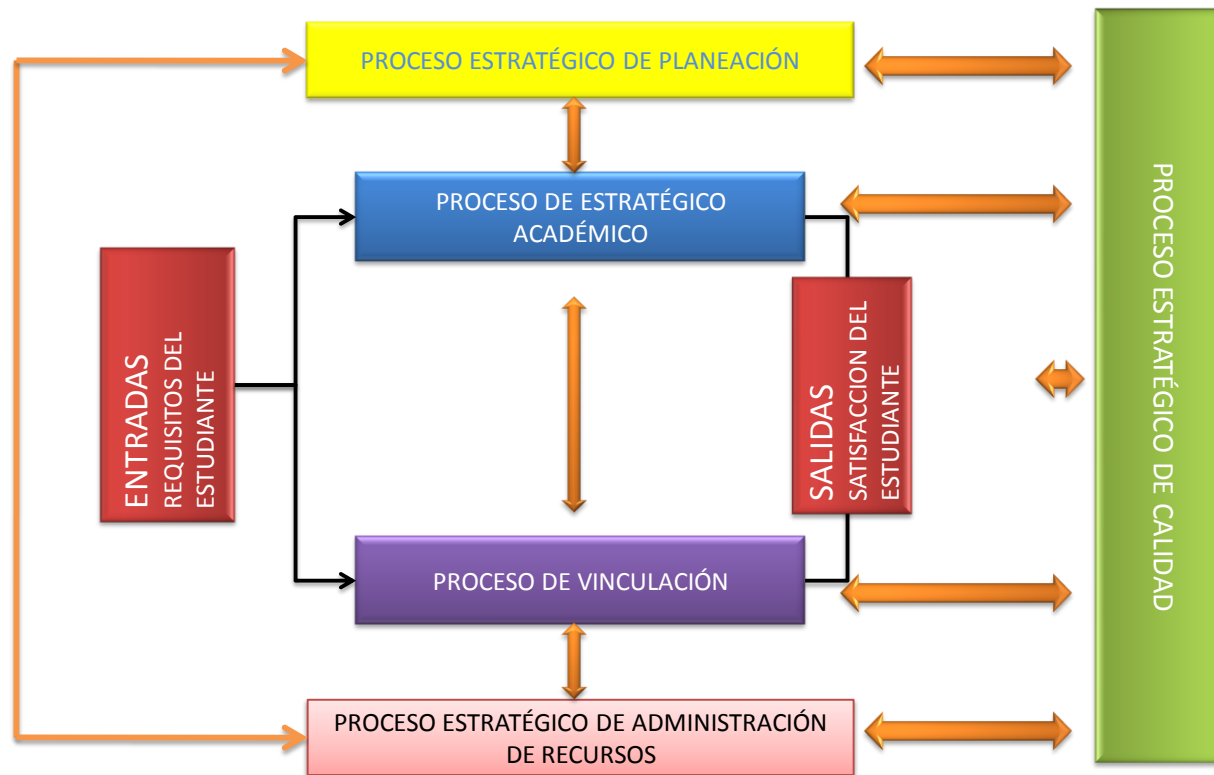 PROCESO ESTRATÉGICO DE PLANEACIÓN
PROCESO DE ESTRATÉGICO
ACADÉMICO
ENTRADAS
REQUISITOS DEL
ESTUDIANTE
SALIDAS
SATISFACCION DEL
ESTUDIANTE
PROCESO ESTRATÉGICO DE CALIDAD
PROCESO DE VINCULACIÓN
PROCESO ESTRATÉGICO DE ADMINISTRACIÓN
DE RECURSOS